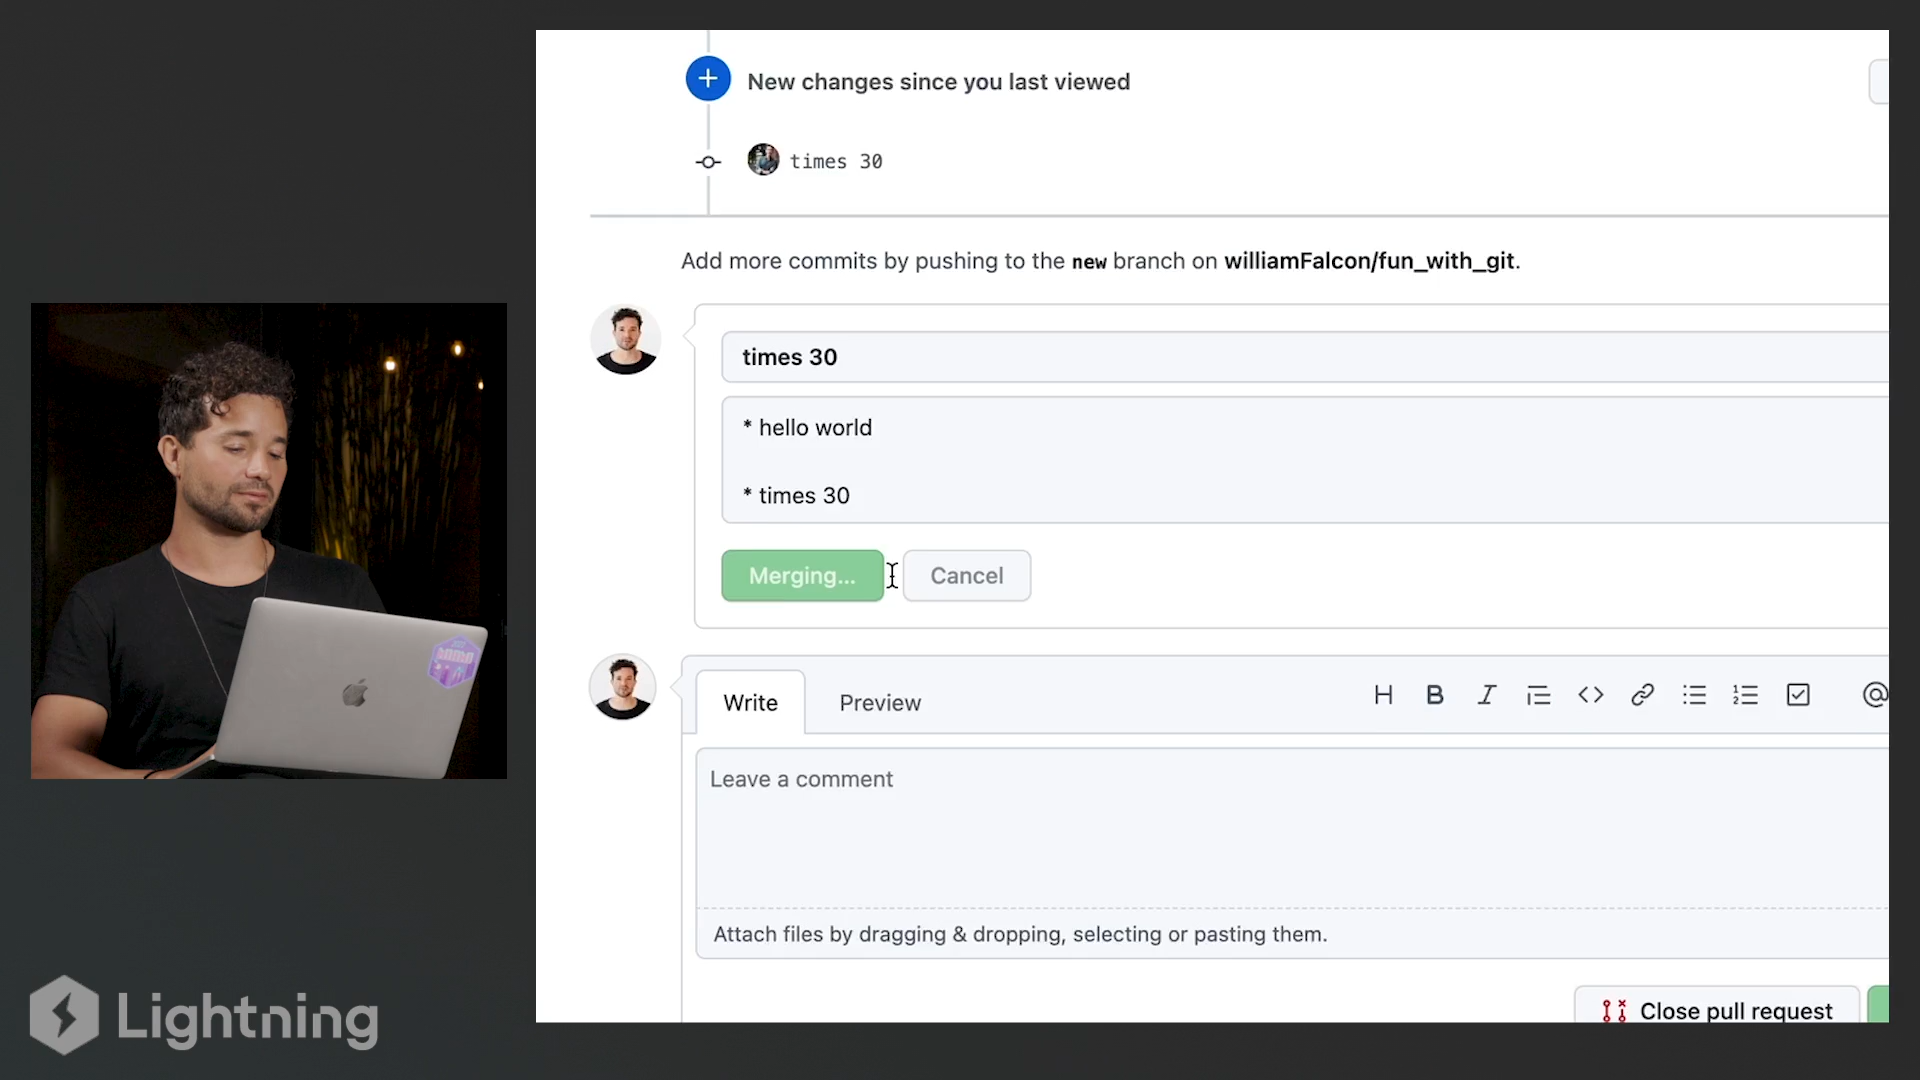 New changes since you last viewed
times 30
Add more commits by pushing to the new branch on williamFalcon/fun_with_git.
times 30
* hello world
* times 30
Merging...
Cancel
Write
Preview
Leave a comment
Attach files by dragging & dropping, selecting or pasting them.
Close pull request
Lightning